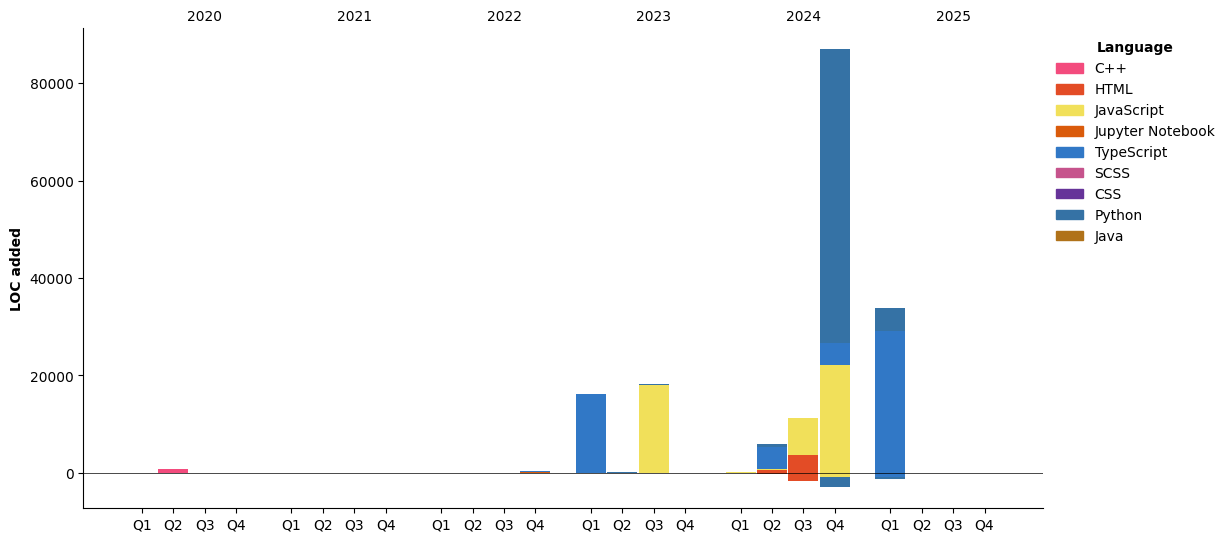 2020 2021 2022 2023 2024 2025
Language
C++
HTML
JavaScript
Jupyter Notebook
TypeScript
SCSS
CSS
Python
Java
LOC added
80000
60000
40000
20000
0
Q1 Q2 Q3 Q4 Q1 Q2 Q3 Q4 Q1 Q2 Q3 Q4 Q1 Q2 Q3 Q4 Q1 Q2 Q3 Q4 Q1 Q2 Q3 Q4